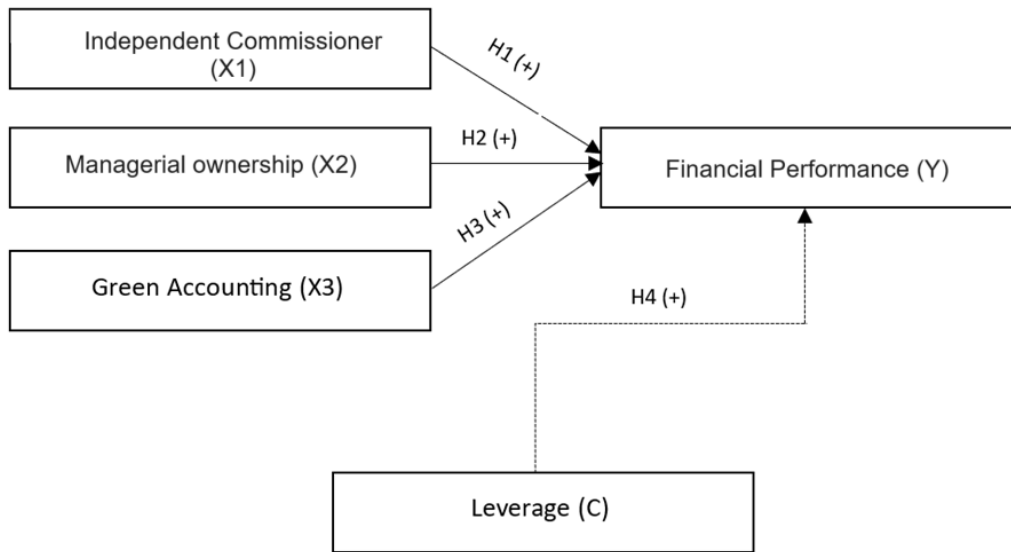 Independent Commissioner
(X1)
H1 (+)
Managerial ownership (X2)
H2 (+)
Financial Performance (Y)
H3 (+)
Green Accounting (X3)
H4 (+)
Leverage (C)